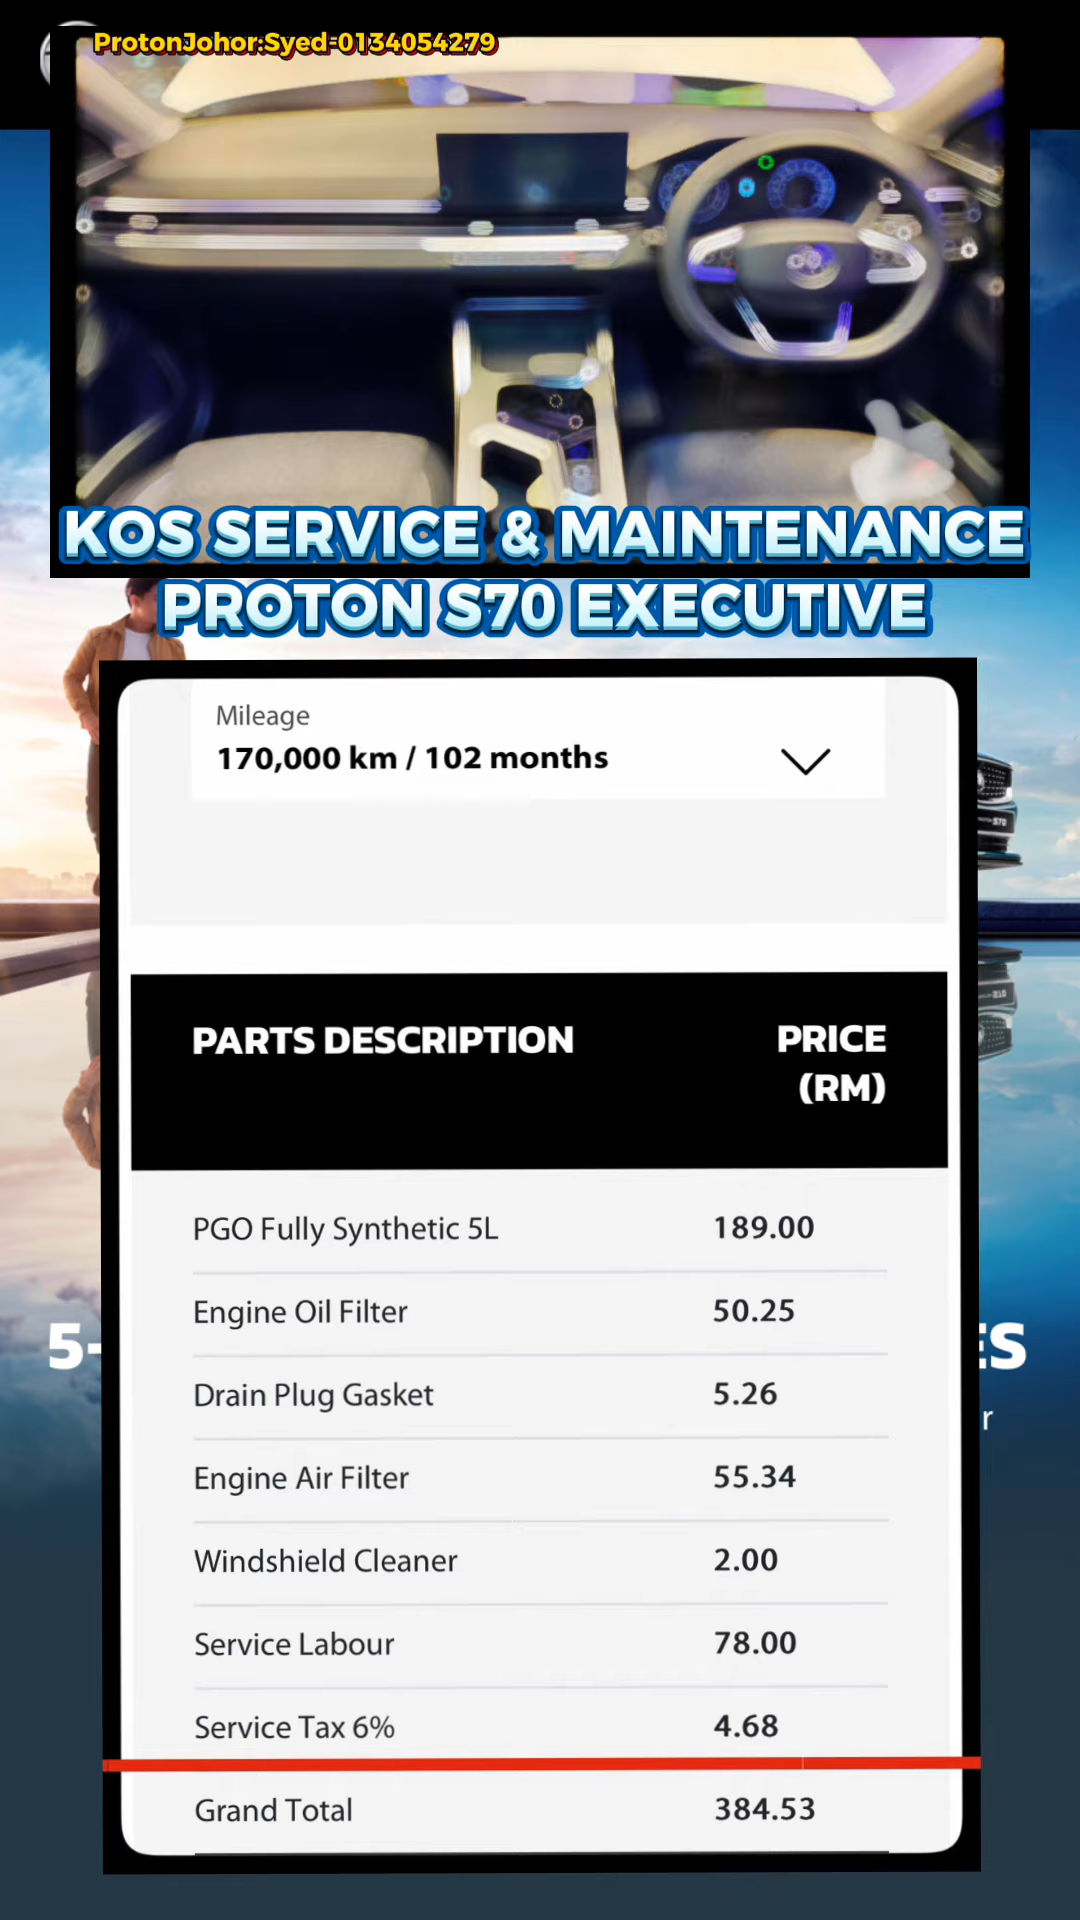 ProtonJohor:Syed-0134054279
KOS SERVICE & MAINTENANCE
PROTON S70 EXECUTIVE
Mileage
170,000 km / 102 months
PARTS DESCRIPTION PRICE
(RM)
PGO Fully Synthetic 5L 189.00
Engine Oil Filter 50.25
5- ES
Drain Plug Gasket 5.26
r
Engine Air Filter 55.34
Windshield Cleaner 2.00
Service Labour 78.00
Service Tax 6% 4.68
Grand Total 384.53